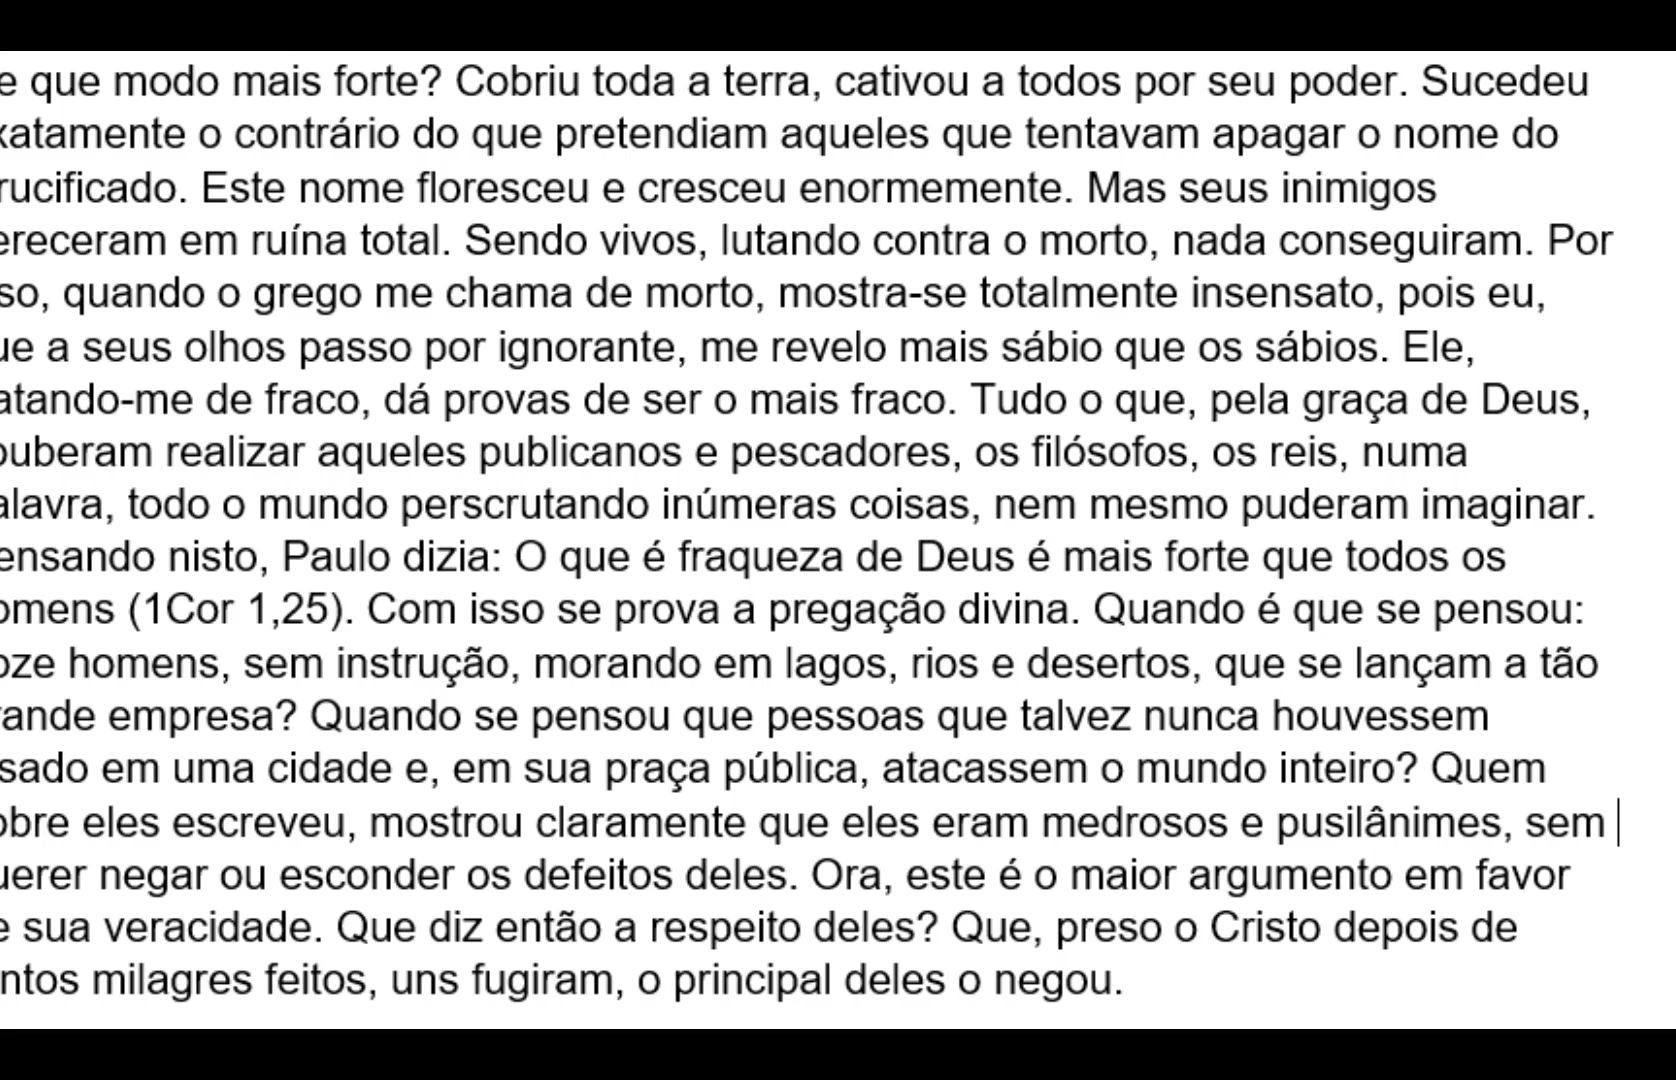 e que modo mais forte? Cobriu toda a terra, cativou a todos por seu poder. Sucedeu
xatamente o contrário do que pretendiam aqueles que tentavam apagar o nome do
rucificado. Este nome floresceu e cresceu enormemente. Mas seus inimigos
ereceram em ruína total. Sendo vivos, lutando contra o morto, nada conseguiram. Por
so, quando o grego me chama de morto, mostra-se totalmente insensato, pois eu,
ue a seus olhos passo por ignorante, me revelo mais sábio que os sábios. Ele,
atando-me de fraco, dá provas de ser o mais fraco. Tudo o que, pela graça de Deus,
ouberam realizar aqueles publicanos e pescadores, os filósofos, os reis, numa
alavra, todo o mundo perscrutando inúmeras coisas, nem mesmo puderam imaginar.
ensando nisto, Paulo dizia: O que é fraqueza de Deus é mais forte que todos os
omens (1Cor 1,25). Com isso se prova a pregação divina. Quando é que se pensou:
oze homens, sem instrução, morando em lagos, rios e desertos, que se lançam a tão
rande empresa? Quando se pensou que pessoas que talvez nunca houvessem
sado em uma cidade e, em sua praça pública, atacassem o mundo inteiro? Quem
obre eles escreveu, mostrou claramente que eles eram medrosos e pusilânimes, sem
uerer negar ou esconder os defeitos deles. Ora, este é o maior argumento em favor
e sua veracidade. Que diz então a respeito deles? Que, preso o Cristo depois de
ntos milagres feitos, uns fugiram, o principal deles o negou.